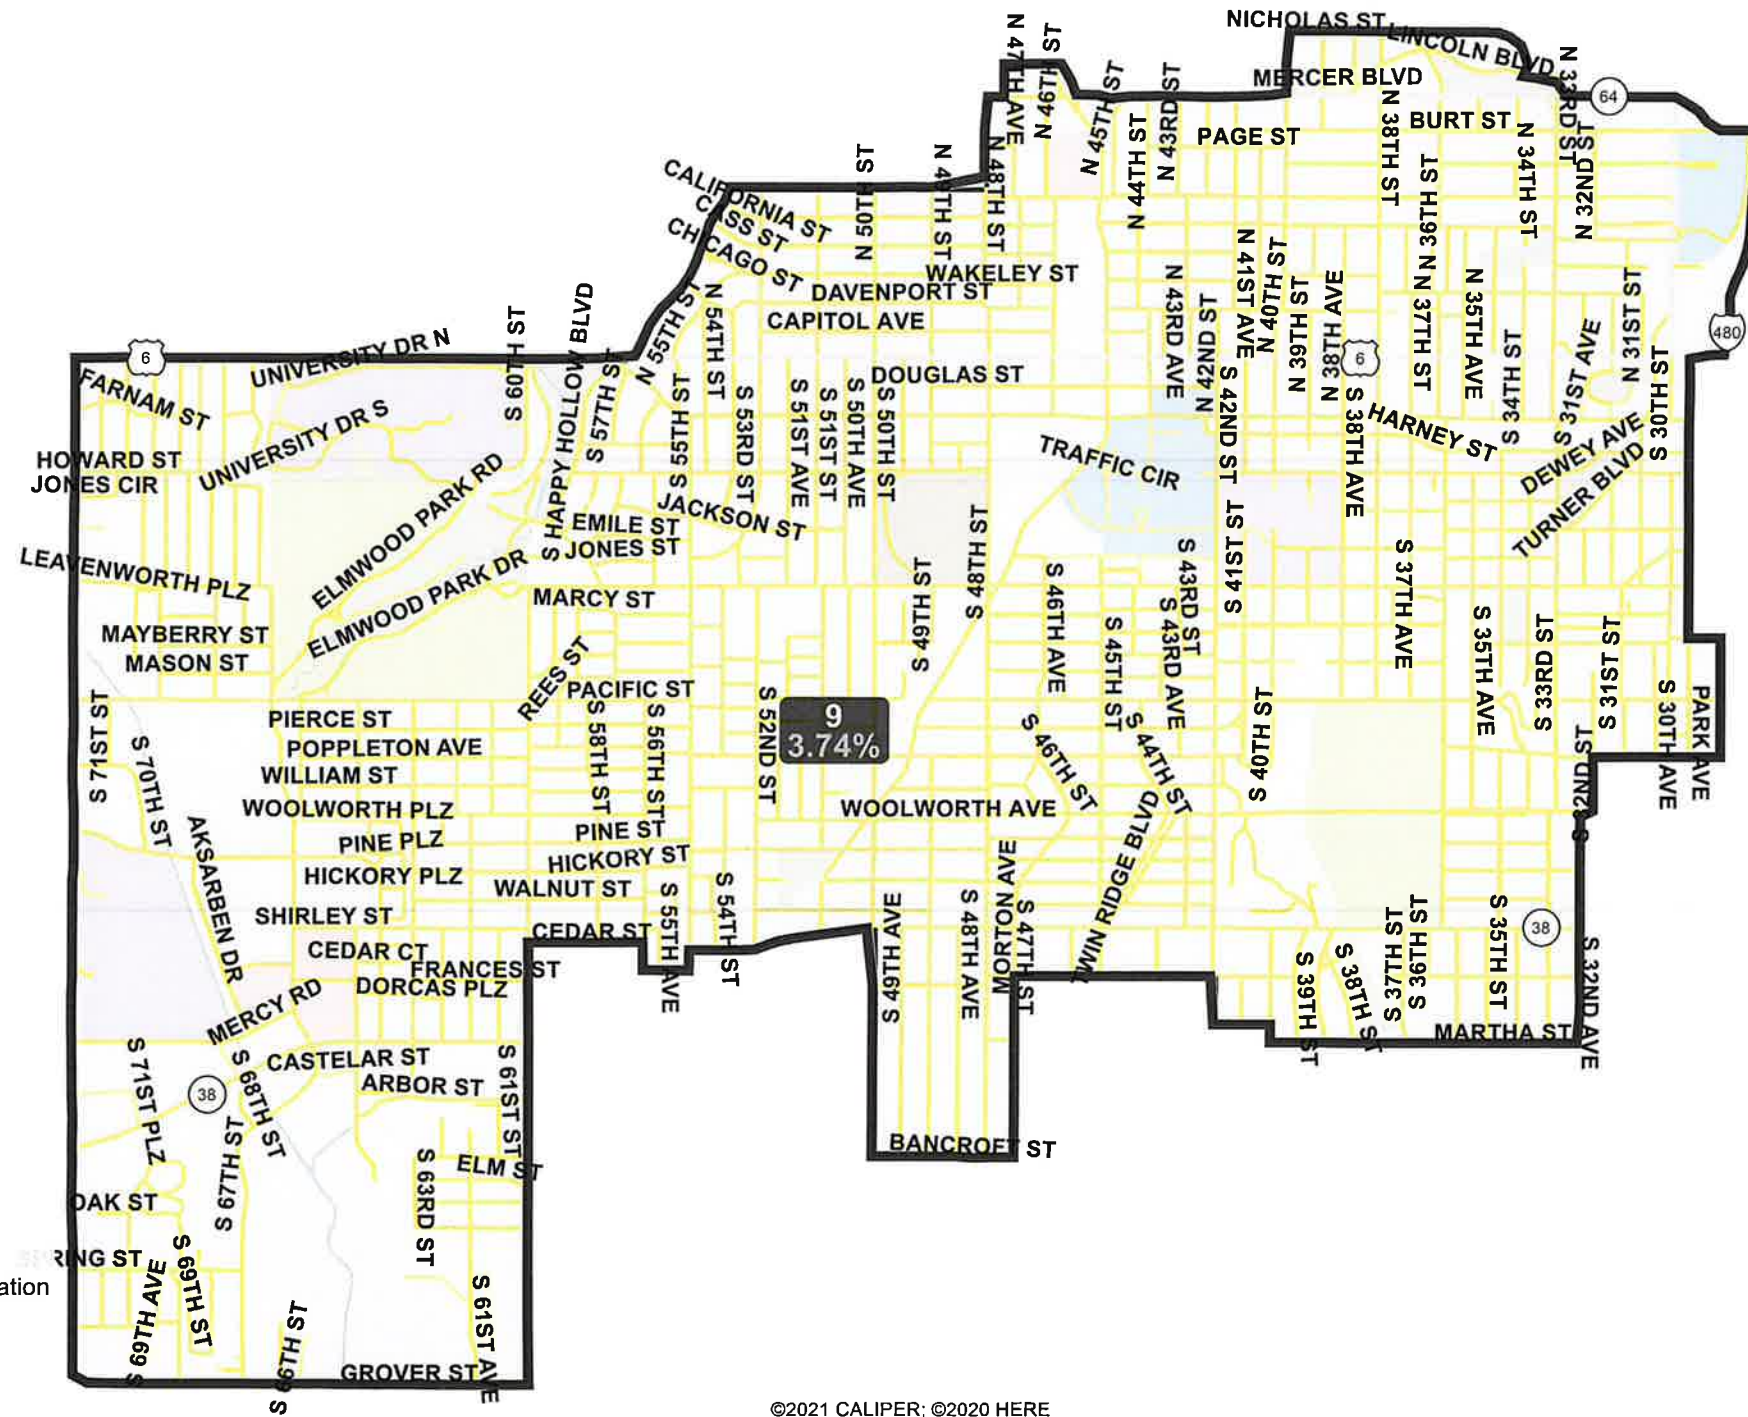 NICHOLAS ST
LINCOLN BLVD
N 47TH AVE
N 46TH ST
N 45TH ST
N 43RD ST
MERCER BLVD
N 33RD ST
64
N 44TH ST
PAGE ST
N 38TH ST
BURT ST
N 34TH ST
N 32ND ST
CALIFORNIA ST
CASS ST
CHICAGO ST
N 50TH ST
N 49TH ST
N 48TH ST
N 36TH ST
WAKELEY ST
DAVENPORT ST
CAPITOL AVE
N 43RD AVE
N 42ND ST
N 41ST AVE
N 40TH ST
N 39TH ST
N 38TH AVE
N 37TH ST
N 35TH AVE
N 31ST ST
480
6
UNIVERSITY DR N
S 60TH ST
S HAPPY HOLLOW BLVD
N 55TH ST
N 54TH ST
6
FARNAM ST
UNIVERSITY DR S
S 57TH ST
S 55TH ST
S 53RD ST
S 51ST AVE
S 51ST ST
S 50TH AVE
S 50TH ST
DOUGLAS ST
S 42ND ST
S 38TH AVE
HARNEY ST
S 34TH ST
S 31ST AVE
S 30TH ST
HOWARD ST
JONES CIR
TRAFFIC CIR
DEWEY AVE
TURNER BLVD
ELMWOOD PARK RD
JACKSON ST
EMILE ST
JONES ST
LEAVENWORTH PLZ
ELMWOOD PARK DR
MARCY ST
S 49TH ST
S 48TH ST
S 46TH AVE
S 45TH ST
S 43RD ST
S 43RD AVE
S 41ST ST
S 37TH AVE
S 35TH AVE
S 33RD ST
S 31ST ST
MAYBERRY ST
MASON ST
REES ST
PACIFIC ST
S 71ST ST
S 70TH ST
PIERCE ST
POPPLETON AVE
WILLIAM ST
WOOLWORTH PLZ
S 58TH ST
S 56TH ST
S 52ND ST
9
3.74%
S 46TH ST
S 44TH ST
S 40TH ST
S 32ND ST
S 30TH AVE
PARK AVE
WOOLWORTH AVE
AKSARBEN DR
PINE PLZ
PINE ST
HICKORY PLZ
HICKORY ST
WALNUT ST
TWIN RIDGE BLVD
SHIRLEY ST
CEDAR ST
S 55TH AVE
S 54TH ST
S 49TH AVE
S 48TH AVE
MORTON AVE
S 47TH ST
S 39TH ST
S 38TH ST
S 37TH ST
S 36TH ST
S 35TH ST
38
S 32ND AVE
CEDAR CT
FRANCES ST
DORCAS PLZ
MERCY RD
MARTHA ST
S 71ST PLZ
S 68TH ST
CASTELAR ST
ARBOR ST
S 61ST ST
38
S 67TH ST
S 63RD ST
ELM ST
BANCROFT ST
OAK ST
RING ST
ation
S 69TH AVE
S 69TH ST
S 66TH ST
S 61ST AVE
GROVER ST
©2021 CALIPER; ©2020 HERE